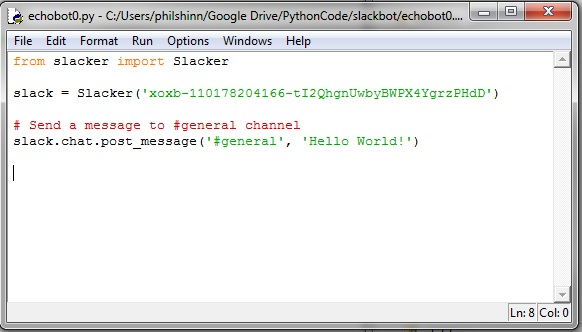 echobot0.py - C:/Users/philshinn/Google Drive/PythonCode/slackbot/echobot0....
File Edit Format Run Options Windows Help
from slacker import Slacker
slack = Slacker('xoxb-110178204166-tI2QhgnUwbyBWPX4YgrzPHdD')
# Send a message to #general channel
slack.chat.post_message('#general', 'Hello World!')
Ln: 8 Col: 0